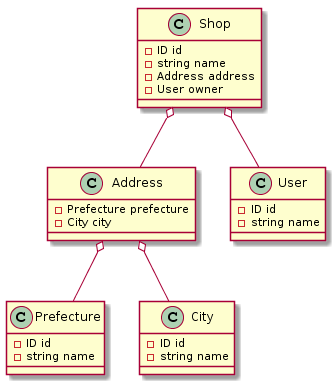 C Shop
ID id
string name
Address address
User owner
C Address
Prefecture prefecture
City city
C User
ID id
string name
C Prefecture
ID id
string name
C City
ID id
string name